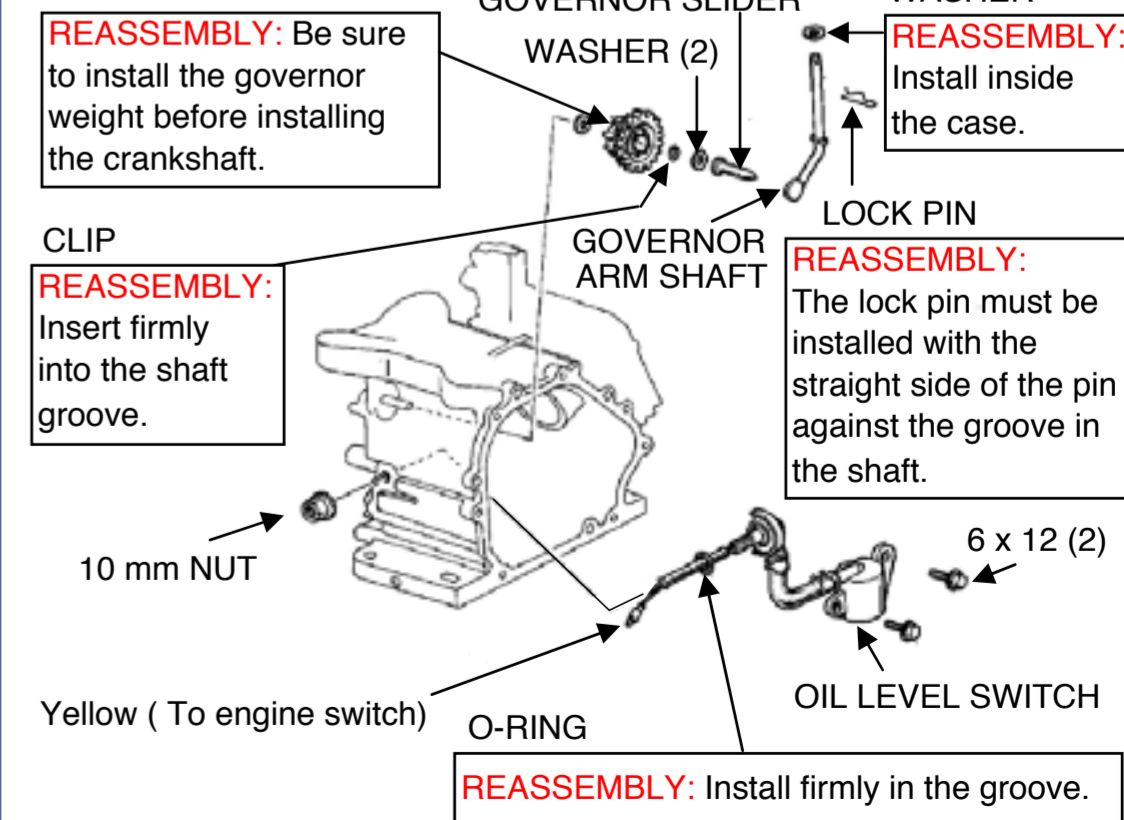 GOVERNOR SLIDER
WASHER
REASSEMBLY: Be sure
to install the governor
weight before installing
the crankshaft.
WASHER (2)
REASSEMBLY:
Install inside
the case.
CLIP
REASSEMBLY:
Insert firmly
into the shaft
groove.
GOVERNOR
ARM SHAFT
LOCK PIN
REASSEMBLY:
The lock pin must be
installed with the
straight side of the pin
against the groove in
the shaft.
10 mm NUT
6 x 12 (2)
Yellow ( To engine switch)
OIL LEVEL SWITCH
O-RING
REASSEMBLY: Install firmly in the groove.